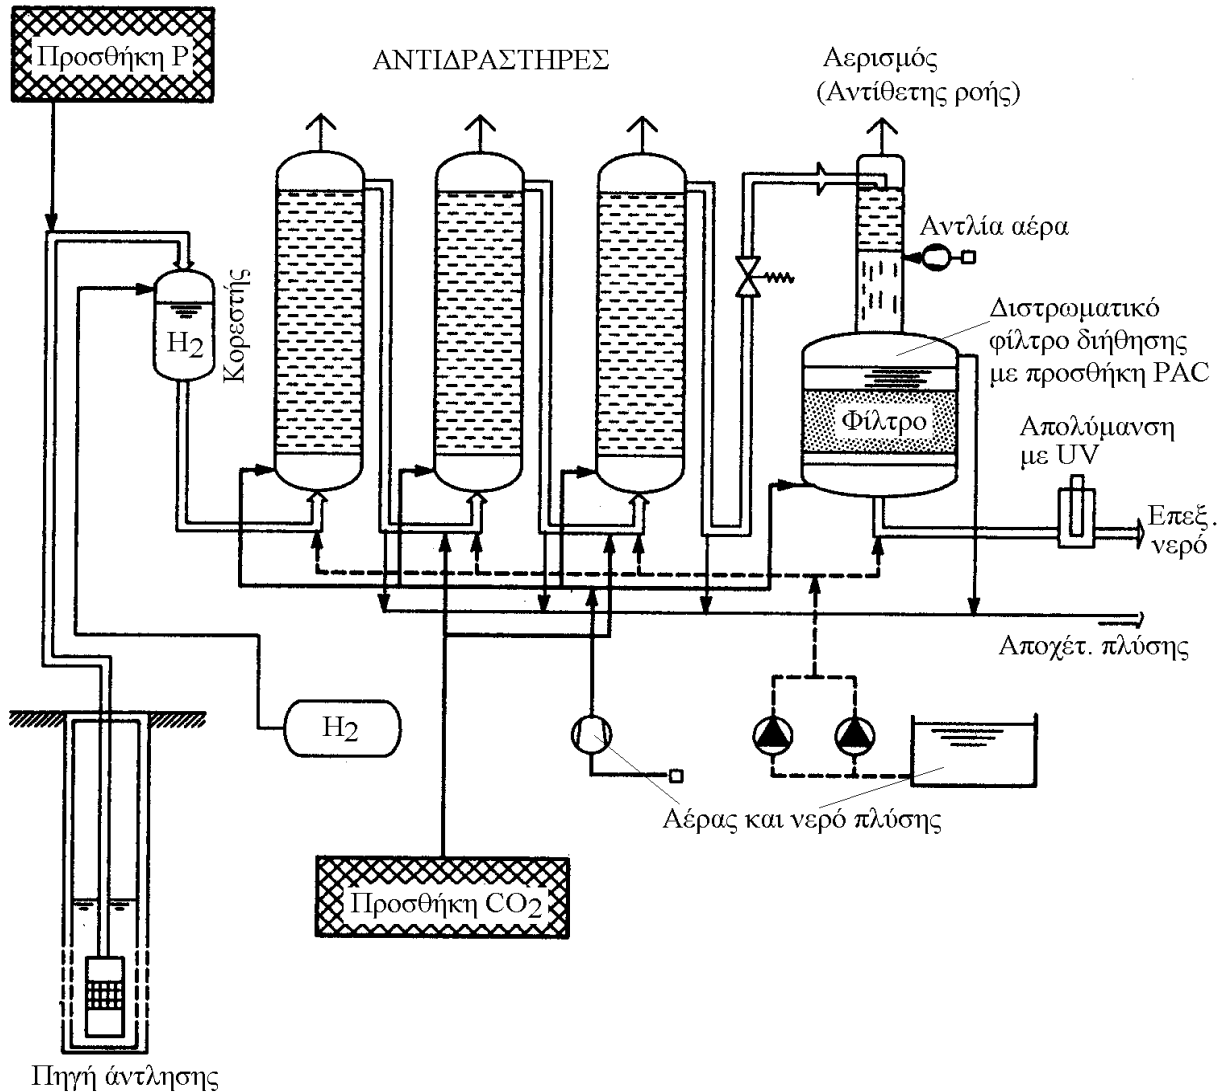 Προσθήκη P
ΑΝΤΙΔΡΑΣΤΗΡΕΣ
Αερισμός
(Αντίθετης ροής)
Αντλία αέρα
H2
Κορεστής
Διστρωματικό
φίλτρο διήθησης
με προσθήκη PAC
Φίλτρο
Απολύμανση
με UV
Επεξ.
νερό
Αποχέτ. πλύσης
H2
Αέρας και νερό πλύσης
Προσθήκη CO2
Πηγή άντλησης